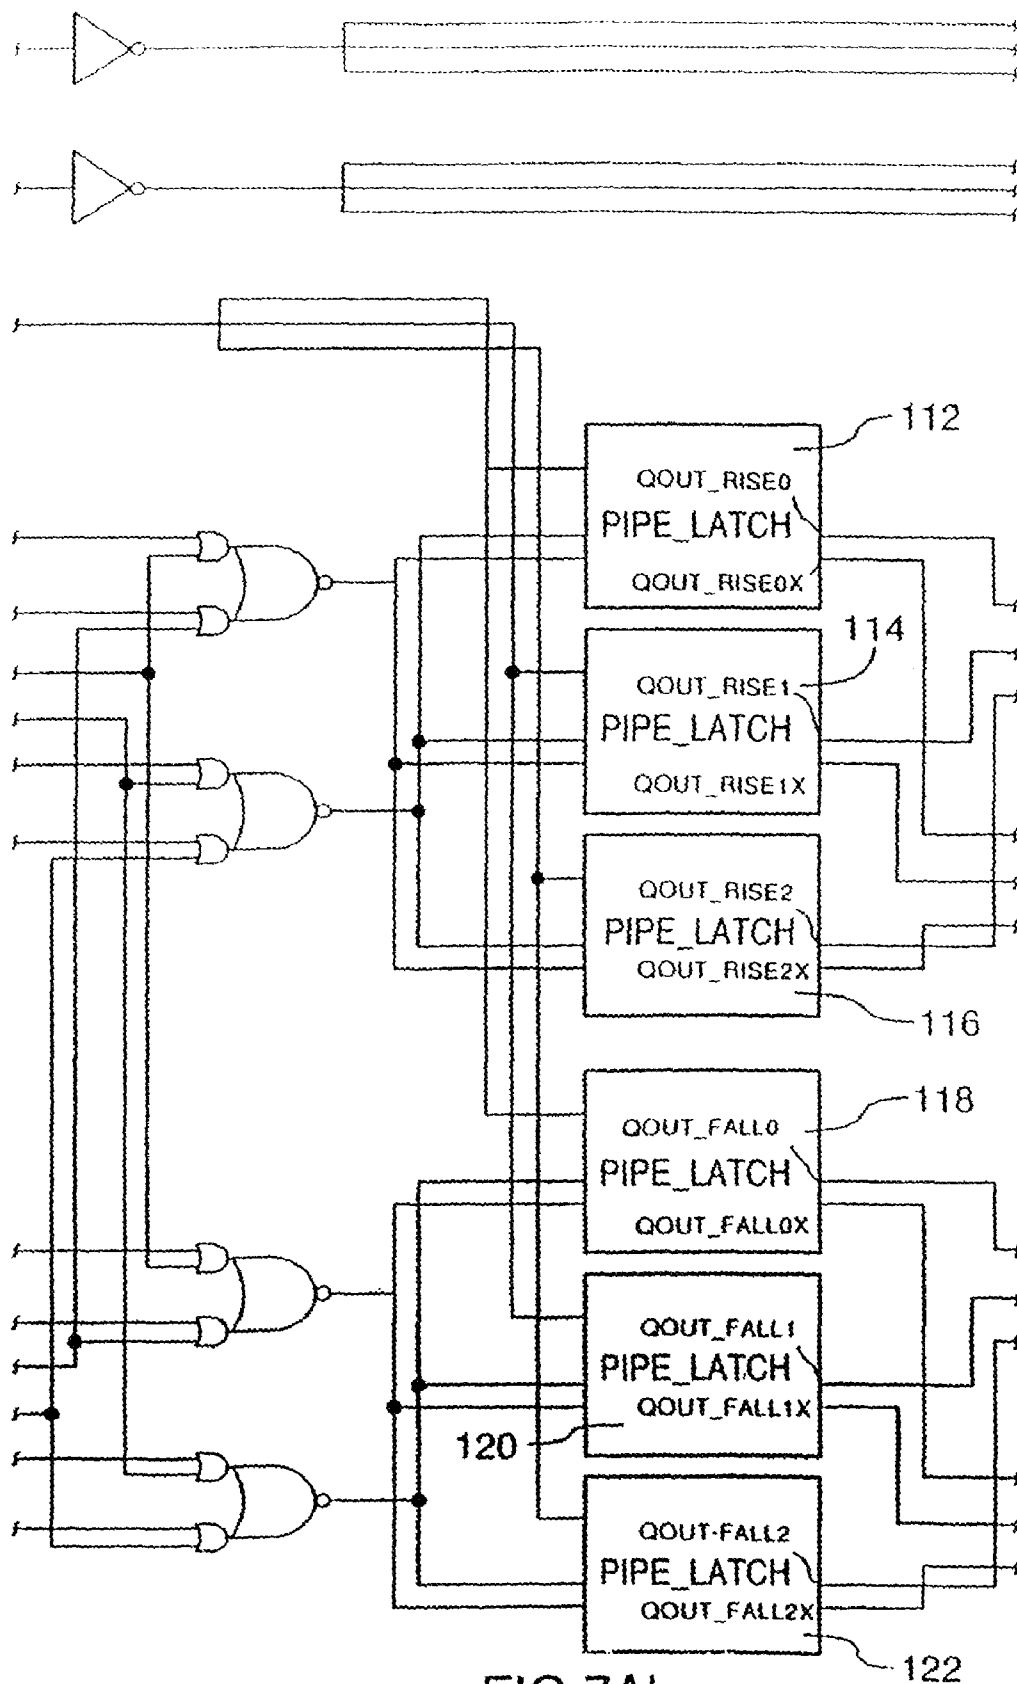 112
QOUT_RISE0
PIPE_LATCH
QOUT_RISE0X
114
QOUT_RISE1
PIPE_LATCH
QOUT_RISE1X
QOUT_RISE2
PIPE_LATCH
QOUT_RISE2X
116
118
QOUT_FALL0
PIPE_LATCH
QOUT_FALL0X
QOUT_FALL1
PIPE_LATCH
QOUT_FALL1X
120
QOUT-FALL2
PIPE_LATCH
QOUT_FALL2X
122